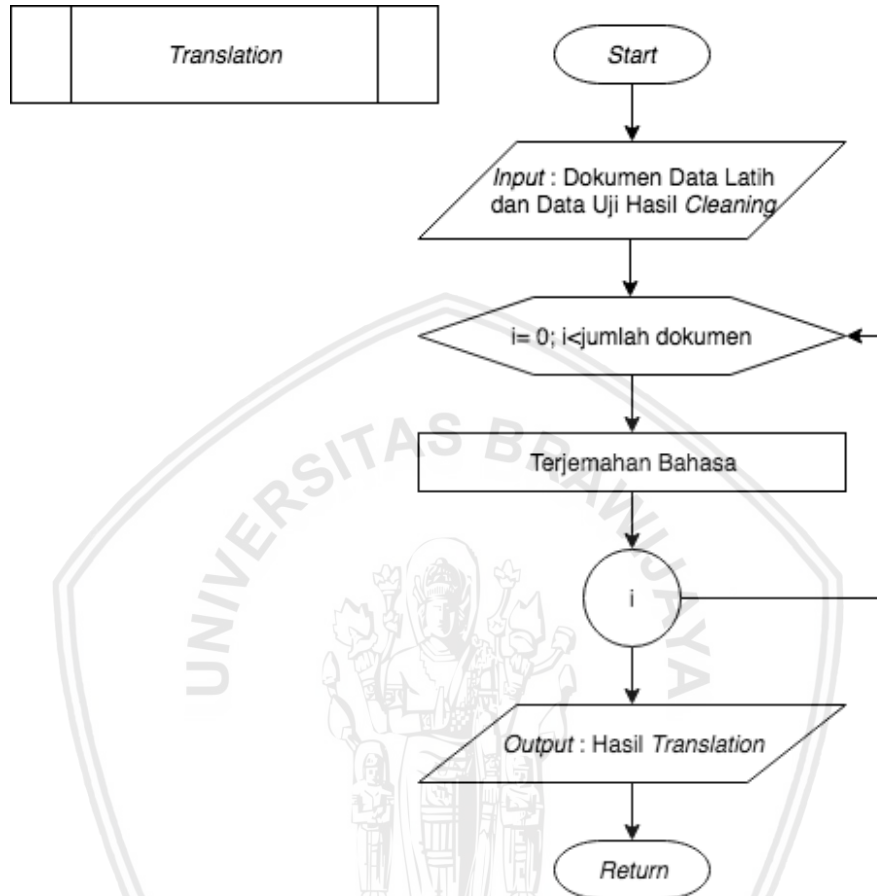 Translation
Start
Input : Dokumen Data Latih
dan Data Uji Hasil Cleaning
i= 0; i<jumlah dokumen
Terjemahan Bahasa
i
Output : Hasil Translation
Return
UNIVERSITAS BRAWIJAYA